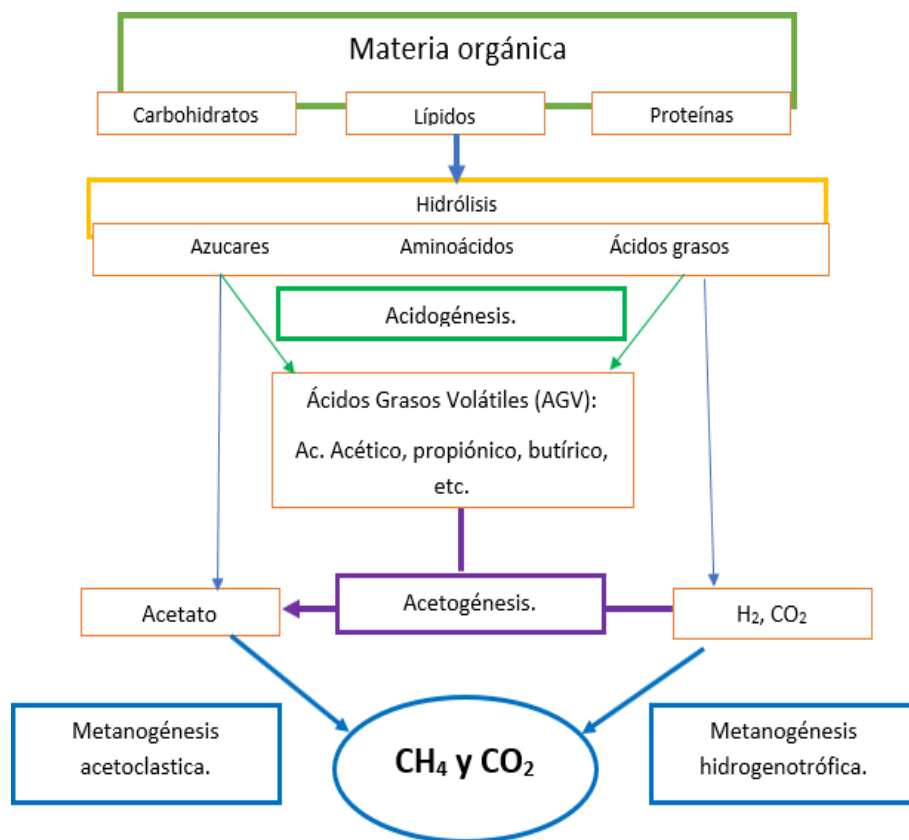 Materia orgánica
Carbohidratos
Lípidos
Proteínas
Hidrólisis
Azucares
Aminoácidos
Ácidos grasos
Acidogénesis.
Ácidos Grasos Volátiles (AGV):
Ac. Acético, propiónico, butírico,
etc.
Acetato
Acetogénesis.
H₂, CO₂
Metanogénesis
acetoclastica.
CH₄ y CO₂
Metanogénesis
hidrogenotrófica.